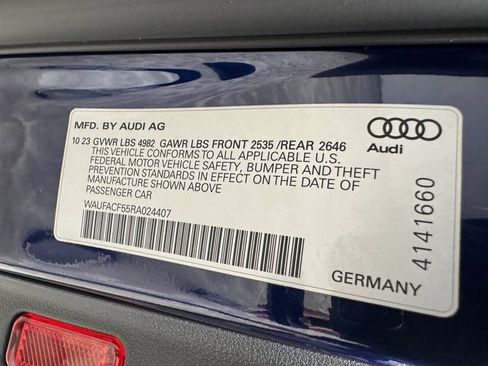 MFD. BY AUDI AG
10 23 GVWR LBS 4982 GAWR LBS FRONT 2535 /REAR 2646
THIS VEHICLE CONFORMS TO ALL APPLICABLE U.S.
FEDERAL MOTOR VEHICLE SAFETY, BUMPER AND THEFT
PREVENTION STANDARDS IN EFFECT ON THE DATE OF
MANUFACTURE SHOWN ABOVE
PASSENGER CAR
WAUFACF55RA024407
Audi
4141660
GERMANY